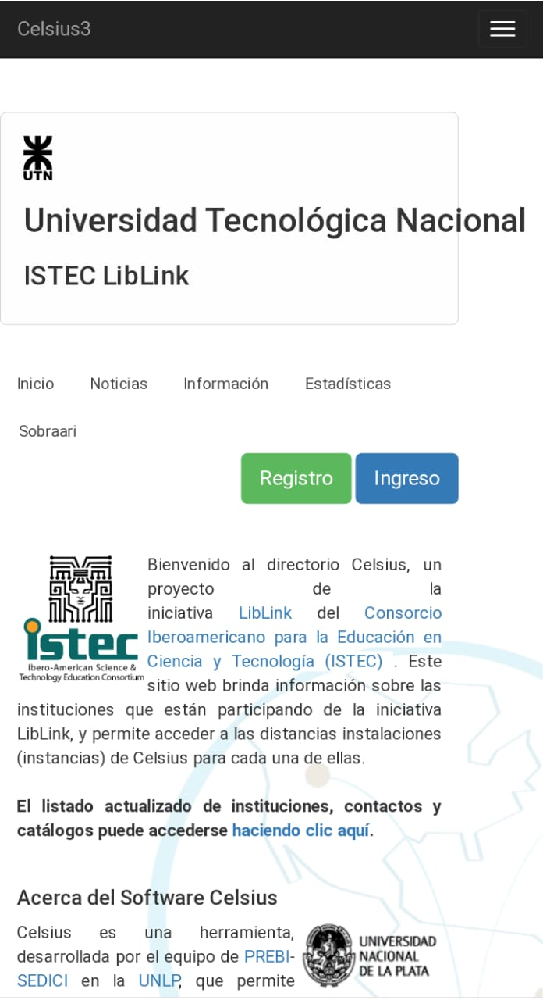 Celsius3
UTN
Universidad Tecnológica Nacional
ISTEC LibLink
Inicio Noticias Información Estadísticas
Sobraari
Registro Ingreso
istec
Ibero-American Science &
Technology Education Consortium
Bienvenido al directorio Celsius, un
proyecto de la
iniciativa LibLink del Consorcio
Iberoamericano para la Educación en
Ciencia y Tecnología (ISTEC) . Este
sitio web brinda información sobre las
instituciones que están participando de la iniciativa
LibLink, y permite acceder a las distancias instalaciones
(instancias) de Celsius para cada una de ellas.
El listado actualizado de instituciones, contactos y
catálogos puede accederse haciendo clic aquí.
Acerca del Software Celsius
Celsius es una herramienta,
desarrollada por el equipo de PREBI-
SEDICI en la UNLP, que permite
UNIVERSIDAD
NACIONAL
DE LA PLATA